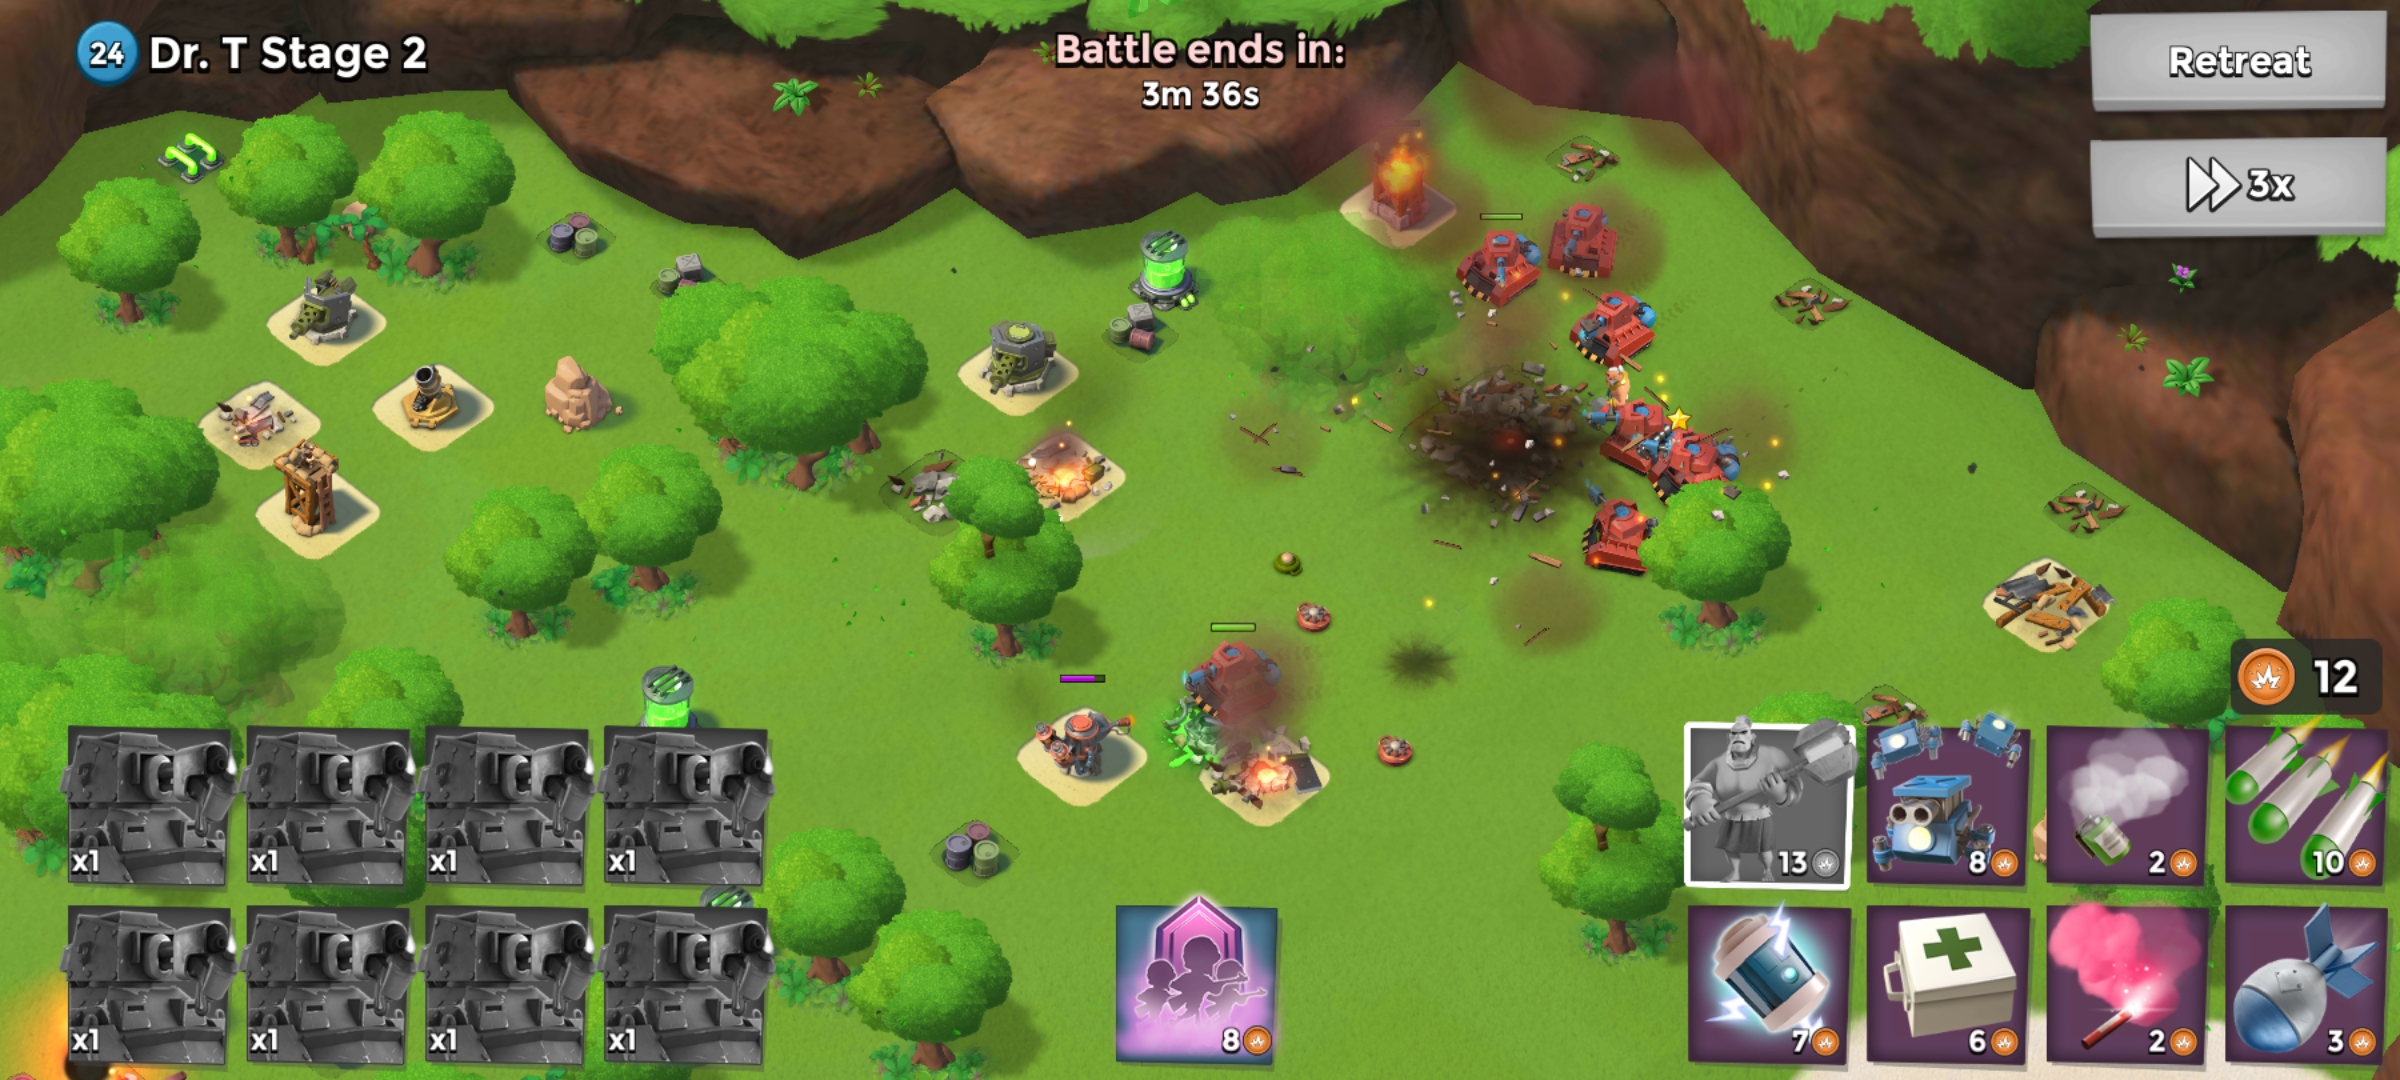 24 Dr. T Stage 2
Battle ends in:
3m 36s
Retreat
3x
12
x1 x1 x1 x1
13 8 2 10
x1 x1 x1 x1
8
7 6 2 3